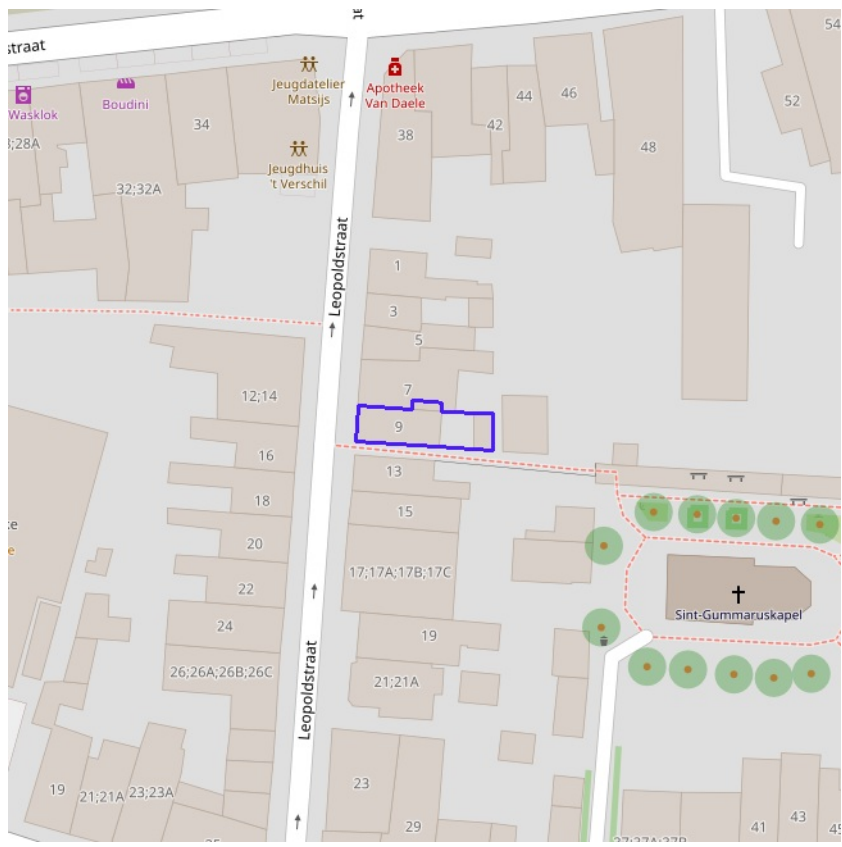 straat
Jeugdatelier
Matsijs
Apotheek
Van Daele
Boudini
Wasklok
54
52
46
44
42
38
34
48
;28A
32;32A
Jeugdhuis
't Verschil
Leopoldstraat
1
3
5
7
9
12;14
16
13
18
15
20
17;17A;17B;17C
22
24
19
26;26A;26B;26C
21;21A
Sint-Gummaruskapel
Leopoldstraat
19
21;21A
23;23A
23
29
41
43